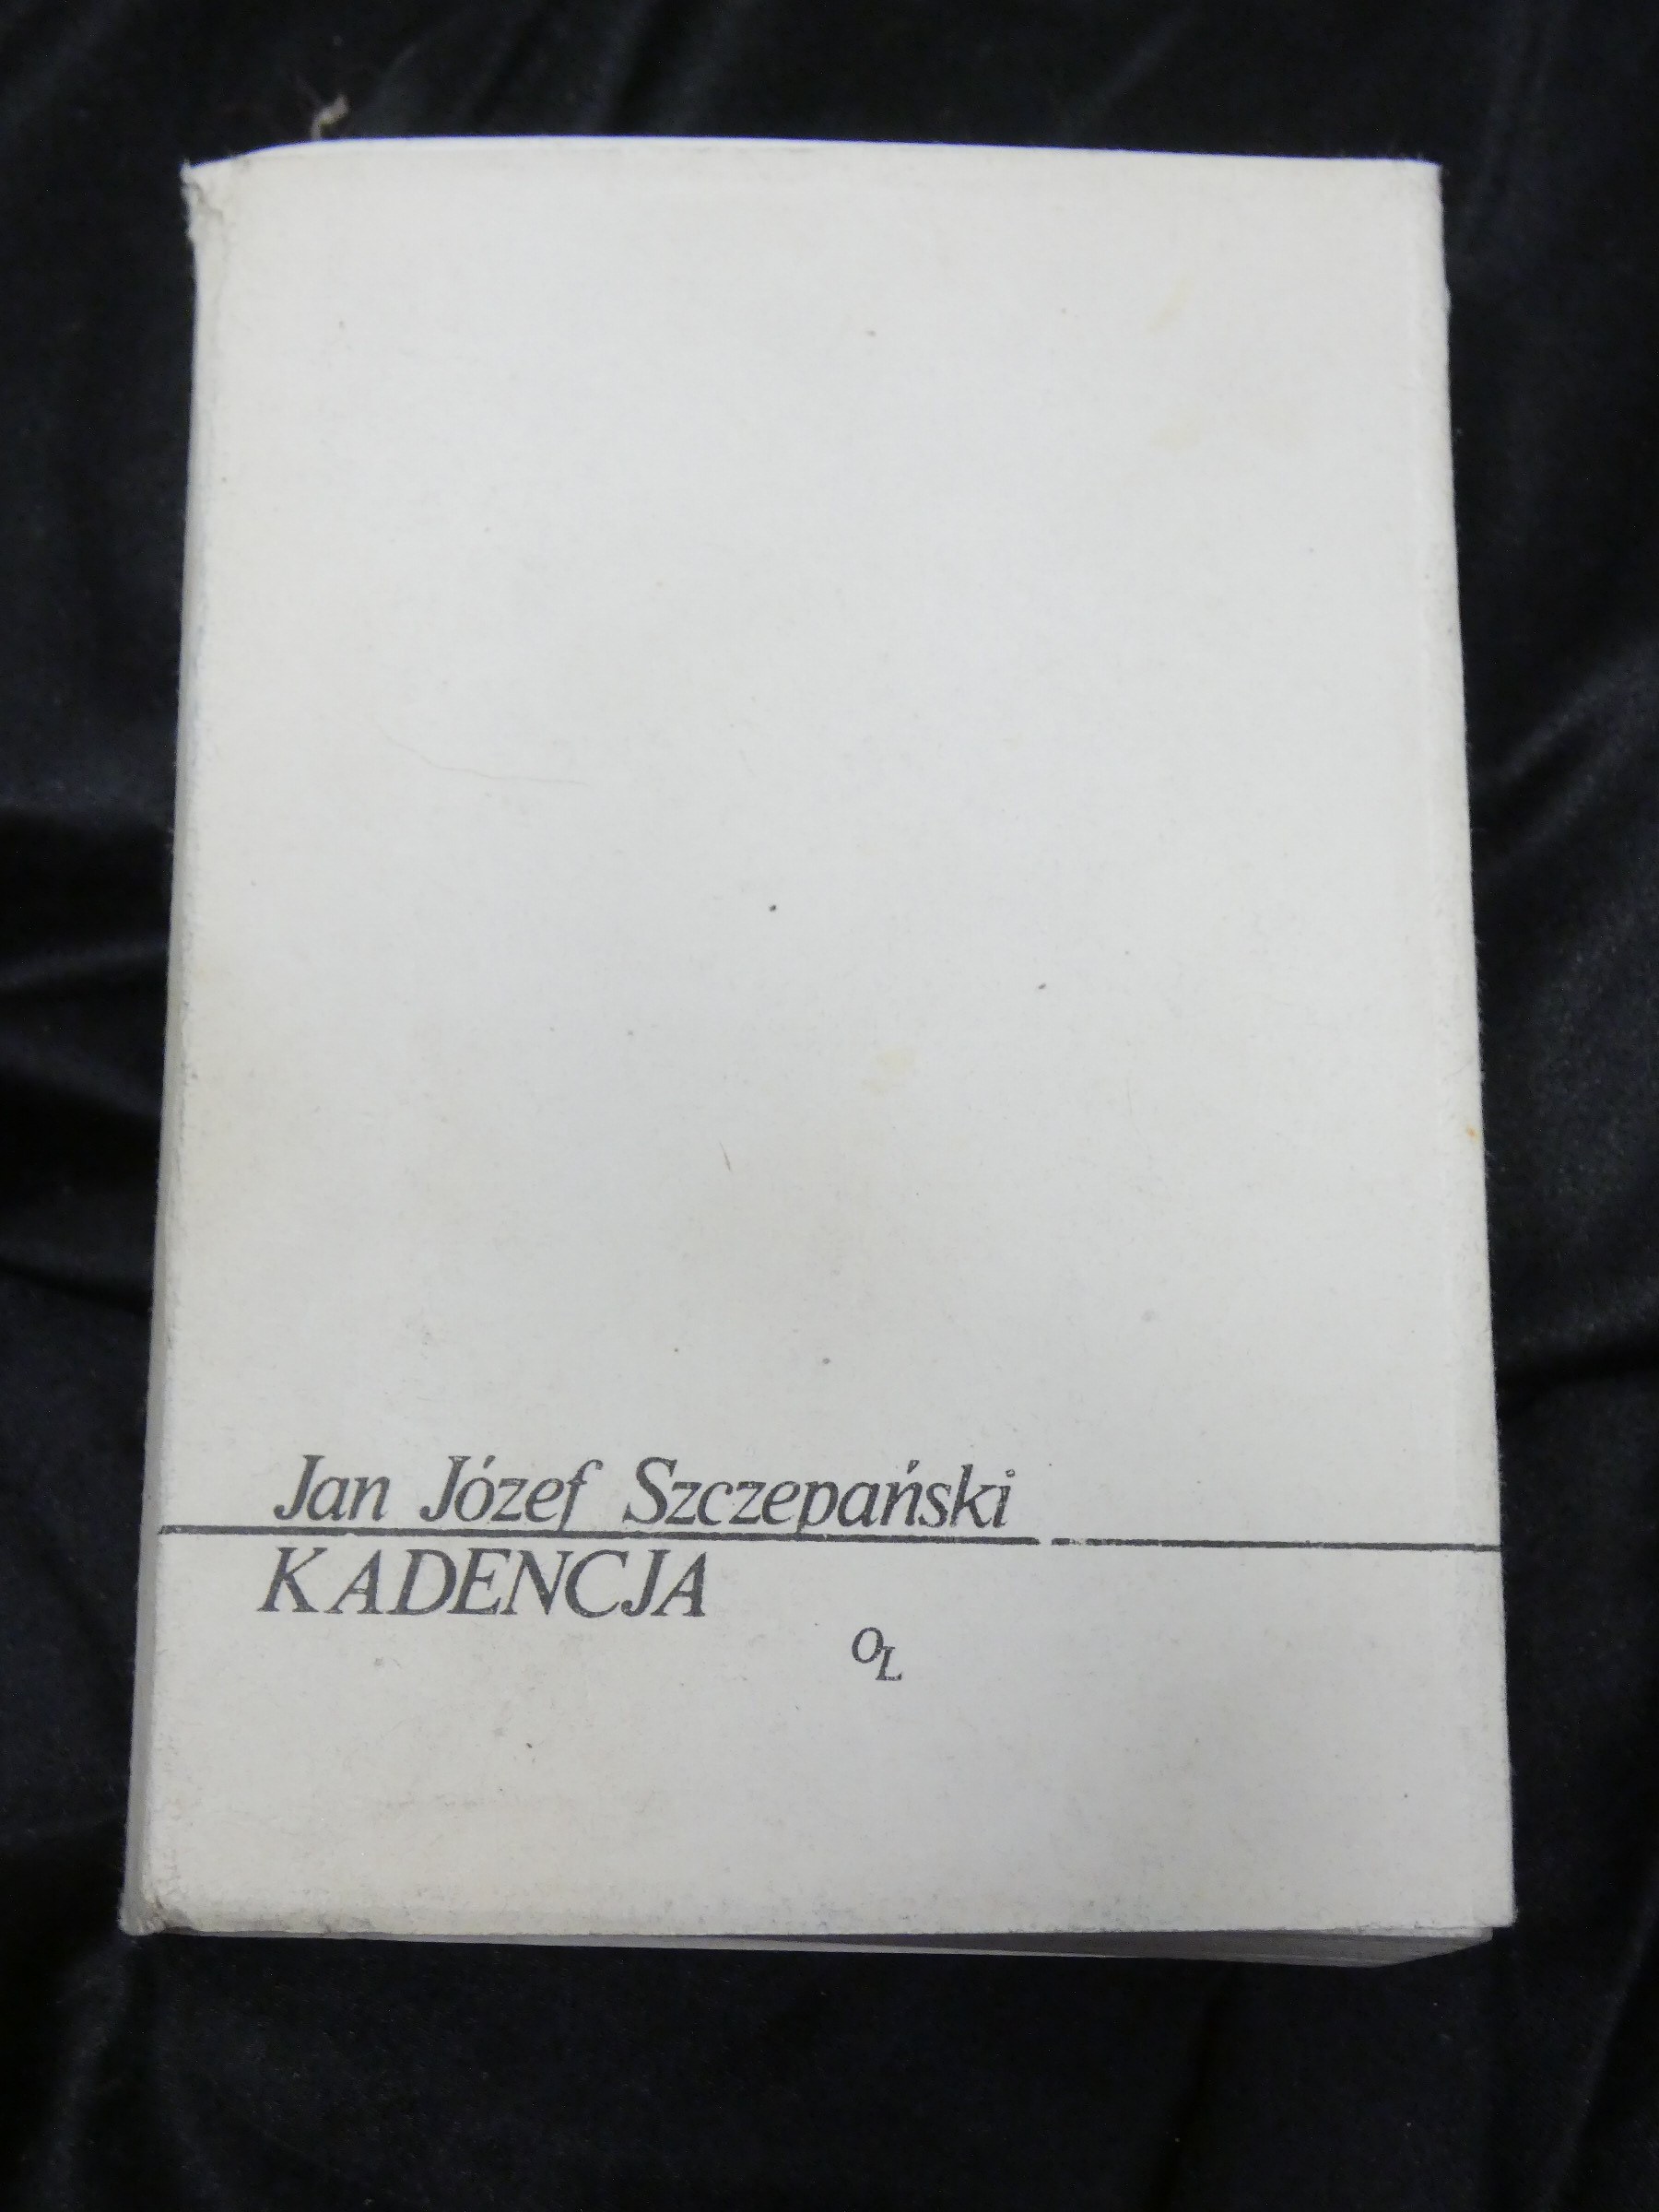 Jan Józef Szczepański
KADENCJA
OL